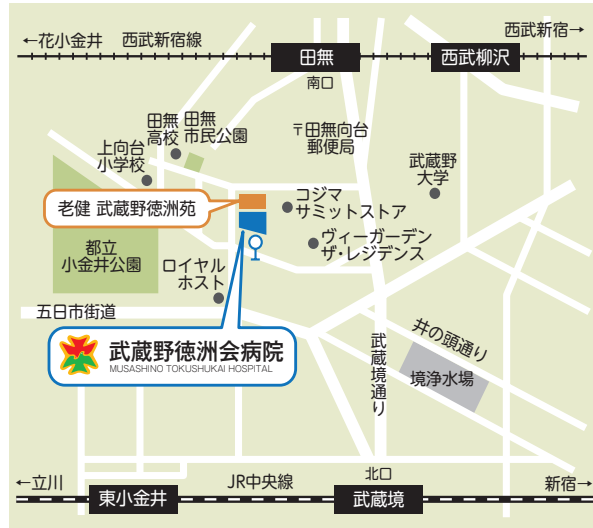 ←花小金井 西武新宿線
西武新宿→
田無
西武柳沢
南口
田無
高校
田無
市民公園
〒田無向台
郵便局
上向台
小学校
武蔵野
大学
老健 武蔵野徳洲苑
コジマ
サミットストア
都立
小金井公園
ヴィーガーデン
ザ・レジデンス
ロイヤル
ホスト
五日市街道
武蔵野徳洲会病院
MUSASHINO TOKUSHUKAI HOSPITAL
武蔵境通り
井の頭通り
境浄水場
←立川
JR中央線
北口
新宿→
東小金井
武蔵境